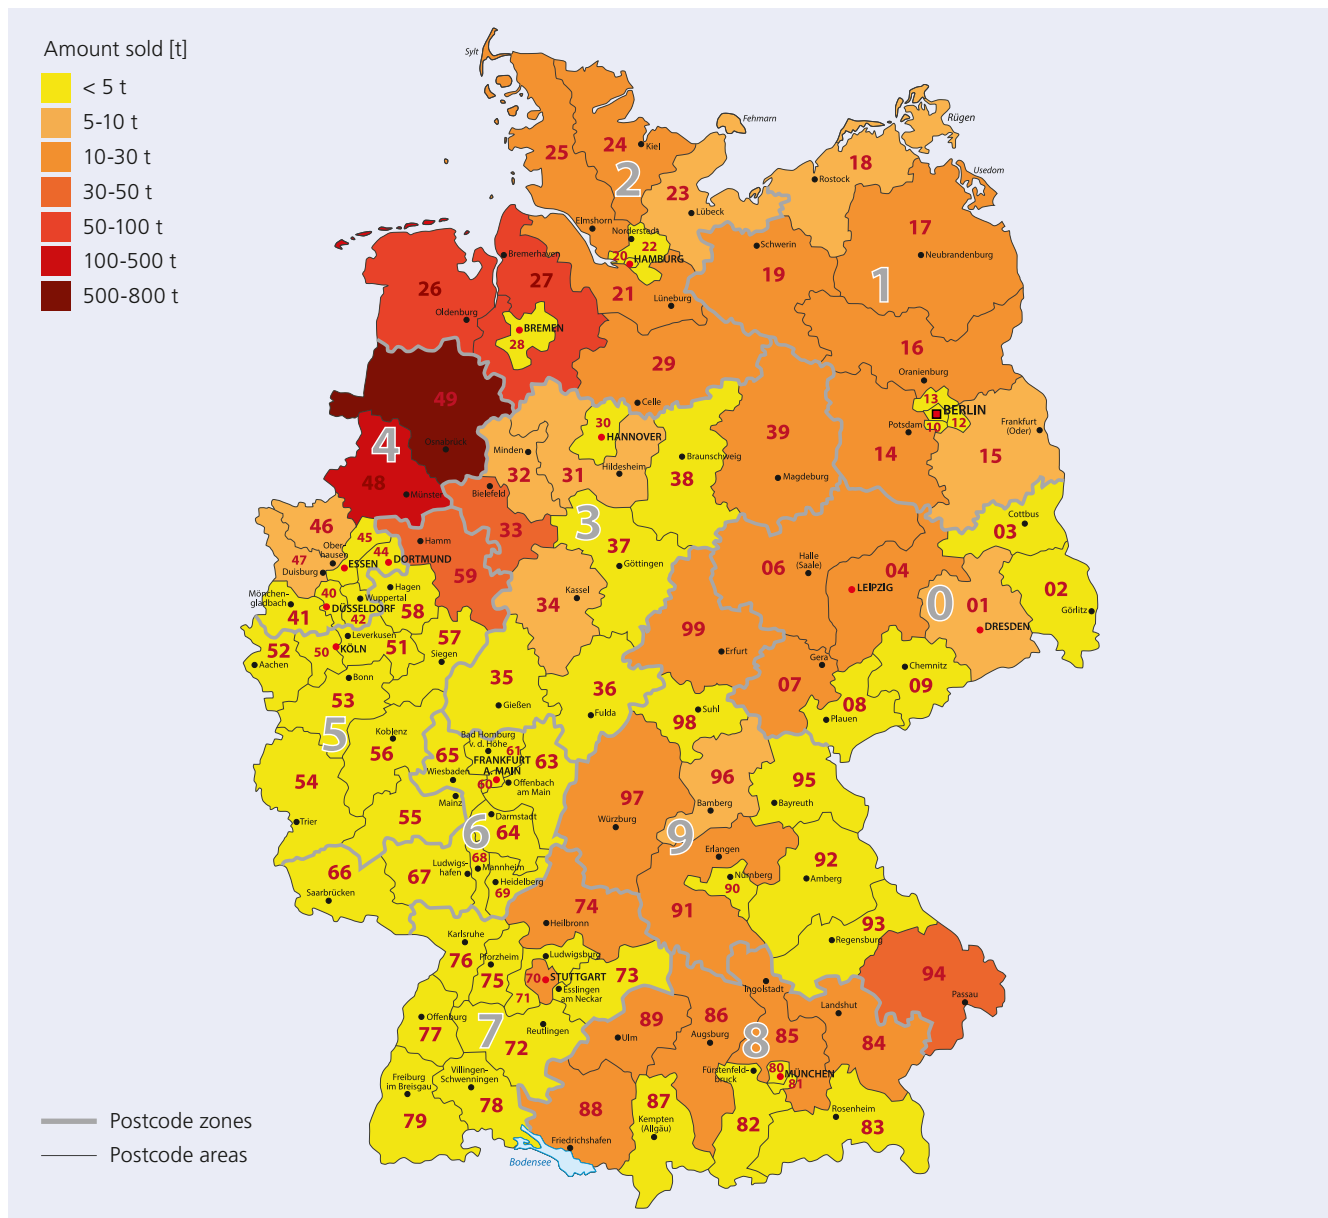 Amount sold [t]
< 5 t
5-10 t
10-30 t
30-50 t
50-100 t
100-500 t
500-800 t
Sylt
Fehmarn
Rügen
Usedom
25
24
Kiel
2
23
Lübeck
18
Rostock
Elmshorn
Norderstedt
22
20
HAMBURG
21
Lüneburg
Schwerin
19
17
Neubrandenburg
1
Bremerhaven
26
27
Oldenburg
BREMEN
28
29
Celle
16
Oranienburg
13
BERLIN
10
12
Potsdam
14
Frankfurt
(Oder)
15
49
Osnabrück
4
48
Münster
30
HANNOVER
Minden
32
31
Hildesheim
Braunschweig
38
39
Magdeburg
Bielefeld
33
3
37
Göttingen
46
45
Ober-
hausen
47
44
Duisburg
ESSEN
DORTMUND
Hamm
59
Cottbus
03
Halle
(Saale)
06
04
LEIPZIG
0
01
DRESDEN
02
Görlitz
Mönchen-
gladbach
40
DÜSSELDORF
41
42
Hagen
Wuppertal
58
34
Kassel
99
Erfurt
Leverkusen
52
50
KÖLN
51
57
Siegen
Aachen
Bonn
53
5
35
Gießen
36
Fulda
98
Suhl
Gera
07
Chemnitz
09
08
Plauen
Koblenz
56
54
Trier
55
Bad Homburg
v. d. Höhe
61
65
FRANKFURT
A. MAIN
63
Wiesbaden
60
Offenbach
am Main
Mainz
Darmstadt
6
64
97
Würzburg
96
Bamberg
95
Bayreuth
9
Erlangen
Nürnberg
90
92
Amberg
66
Saarbrücken
67
Ludwigs-
hafen
68
Mannheim
Heidelberg
69
74
Heilbronn
91
93
Regensburg
94
Passau
Karlsruhe
76
Pforzheim
75
Ludwigsburg
70
STUTTGART
71
Esslingen
am Neckar
73
Ingolstadt
Landshut
84
Offenburg
77
7
72
Reutlingen
89
Ulm
86
Augsburg
8
85
Fürstenfeld-
bruck
80
MÜNCHEN
81
Freiburg
im Breisgau
79
Villingen-
Schwenningen
78
88
Friedrichshafen
Bodensee
87
Kempten
(Allgäu)
82
Rosenheim
83
Postcode zones
Postcode areas